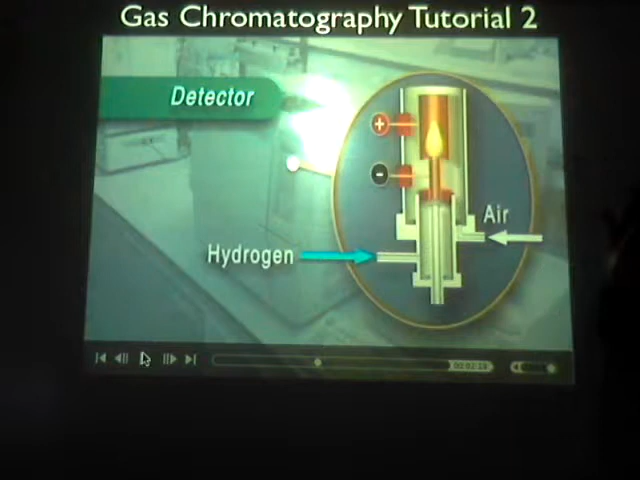 Gas Chromatography Tutorial 2
Detector
+
-
Air
Hydrogen